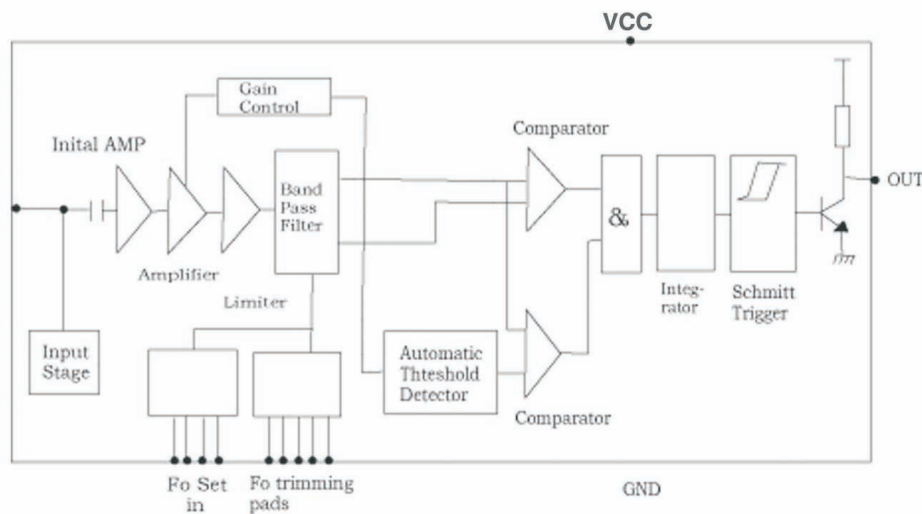 VCC
Gain
Control
Inital AMP
Comparator
OUT
Band
Pass
Filter
&
Amplifier
Limiter
Integ-
rator
Schmitt
Trigger
Input
Stage
Automatic
Thteshold
Detector
Comparator
Fo Set
in
Fo trimming
pads
GND